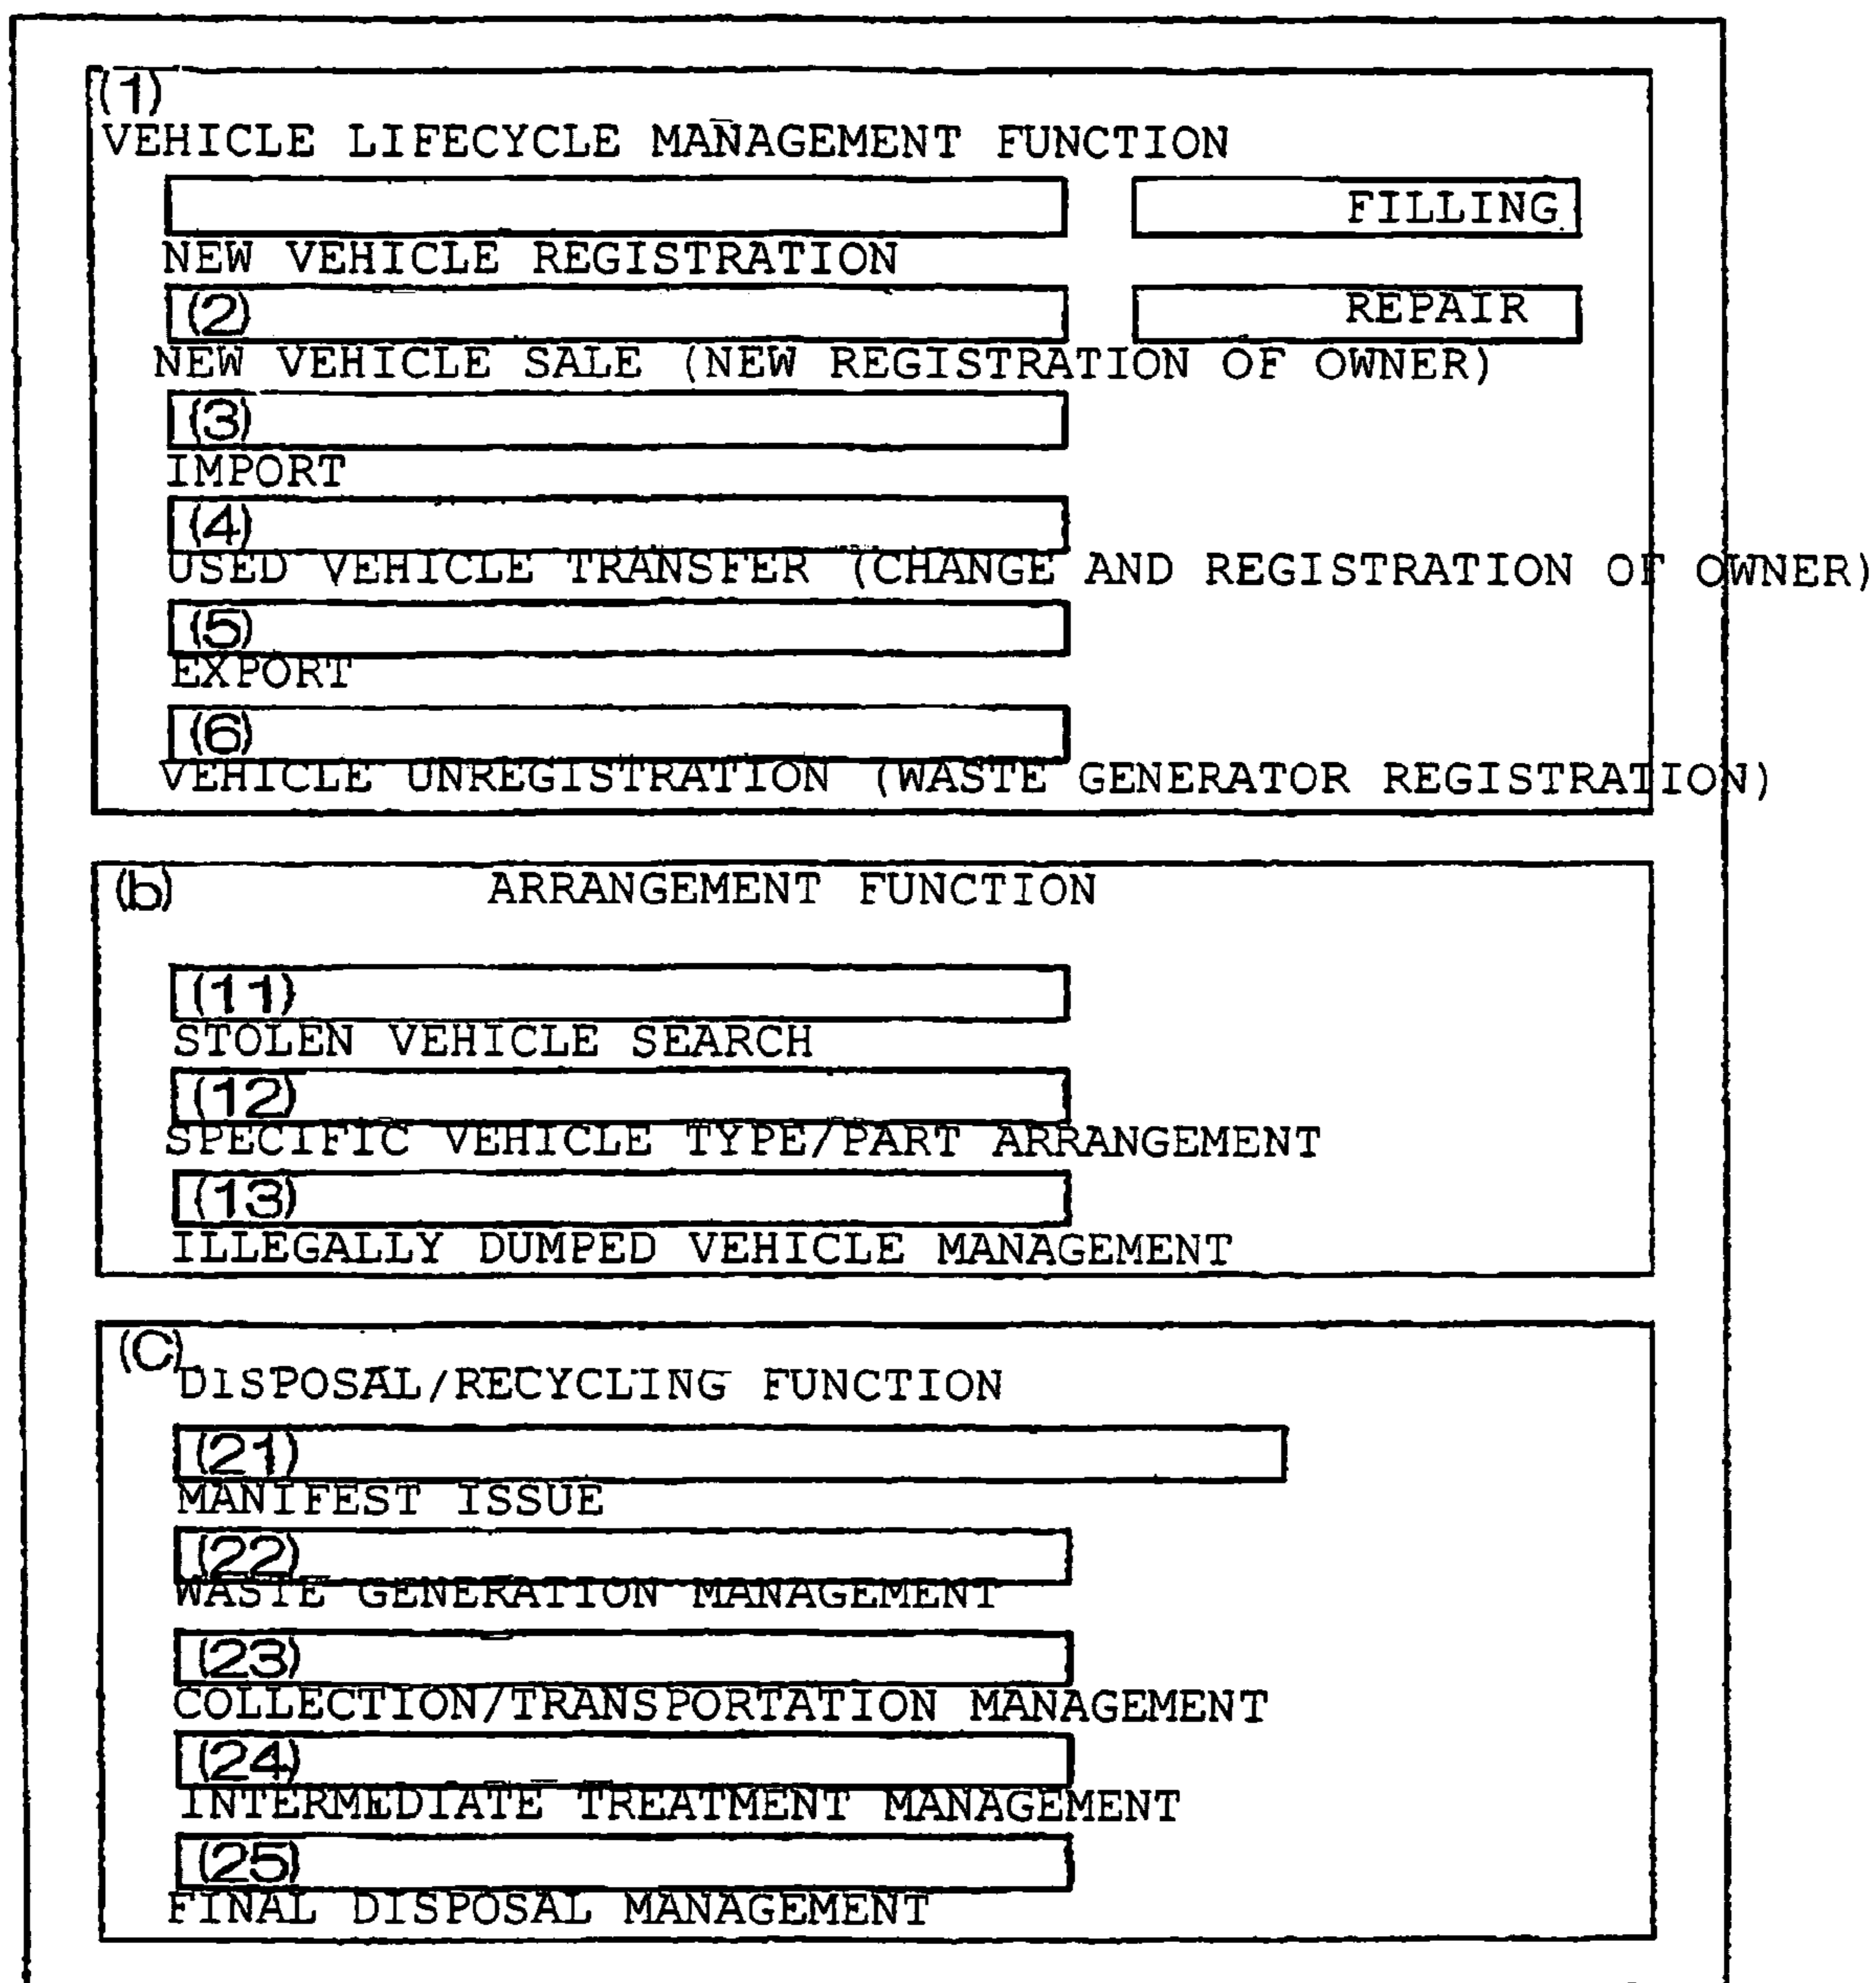 (1)
VEHICLE LIFECYCLE MANAGEMENT FUNCTION
FILLING
NEW VEHICLE REGISTRATION
(2) REPAIR
NEW VEHICLE SALE (NEW REGISTRATION OF OWNER)
(3)
IMPORT
(4)
USED VEHICLE TRANSFER (CHANGE AND REGISTRATION OF OWNER)
(5)
EXPORT
(6)
VEHICLE UNREGISTRATION (WASTE GENERATOR REGISTRATION)
(b) ARRANGEMENT FUNCTION
(11)
STOLEN VEHICLE SEARCH
(12)
SPECIFIC VEHICLE TYPE/PART ARRANGEMENT
(13)
ILLEGALLY DUMPED VEHICLE MANAGEMENT
(C)
DISPOSAL/RECYCLING FUNCTION
(21)
MANIFEST ISSUE
(22)
WASTE GENERATION MANAGEMENT
(23)
COLLECTION/TRANSPORTATION MANAGEMENT
(24)
INTERMEDIATE TREATMENT MANAGEMENT
(25)
FINAL DISPOSAL MANAGEMENT